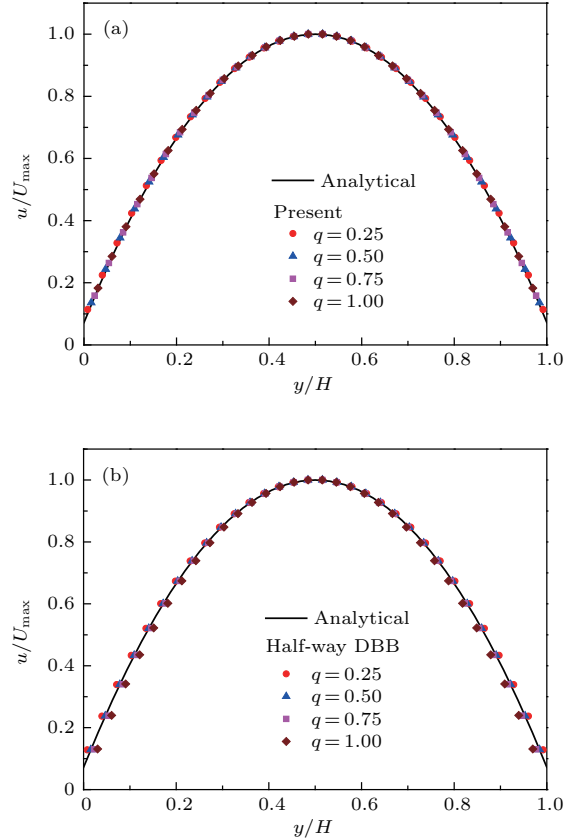 (a)
1.0
0.8
0.6
0.4
0.2
0
u/Umax
Analytical
Present
q = 0.25
q = 0.50
q = 0.75
q = 1.00
0 0.2 0.4 0.6 0.8 1.0
y/H
(b)
1.0
0.8
0.6
0.4
0.2
0
u/Umax
Analytical
Half-way DBB
q = 0.25
q = 0.50
q = 0.75
q = 1.00
0 0.2 0.4 0.6 0.8 1.0
y/H